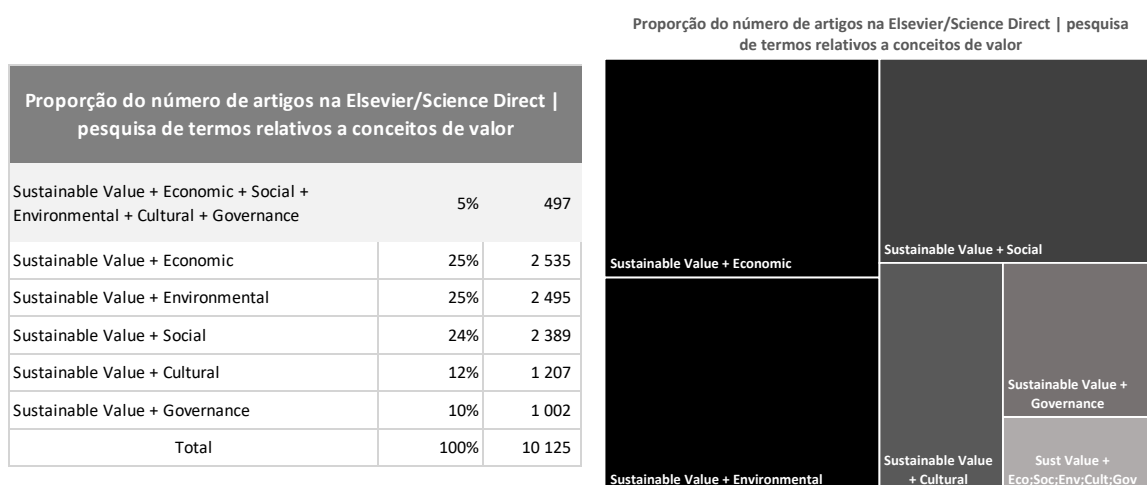 Proporção do número de artigos na Elsevier/Science Direct |
pesquisa de termos relativos a conceitos de valor
Sustainable Value + Economic + Social +
Environmental + Cultural + Governance 5% 497
Sustainable Value + Economic 25% 2 535
Sustainable Value + Environmental 25% 2 495
Sustainable Value + Social 24% 2 389
Sustainable Value + Cultural 12% 1 207
Sustainable Value + Governance 10% 1 002
Total 100% 10 125
Proporção do número de artigos na Elsevier/Science Direct | pesquisa
de termos relativos a conceitos de valor
Sustainable Value + Economic
Sustainable Value + Social
Sustainable Value + Environmental
Sustainable Value
+ Cultural
Sustainable Value +
Governance
Sust Value +
Eco;Soc;Env;Cult;Gov